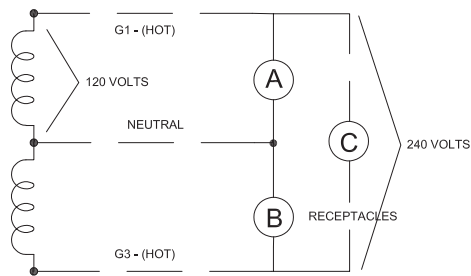 G1 - (HOT)
A
120 VOLTS
NEUTRAL
C
240 VOLTS
B
RECEPTACLES
G3 - (HOT)